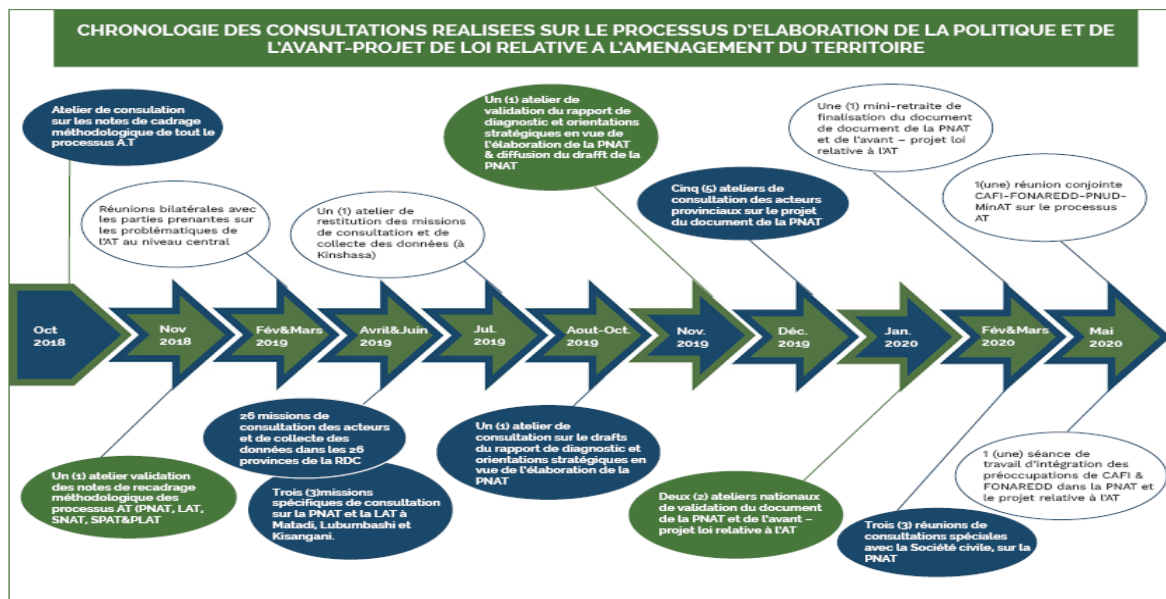 CHRONOLOGIE DES CONSULTATIONS REALISEES SUR LE PROCESSUS D'ELABORATION DE LA POLITIQUE ET DE
L'AVANT-PROJET DE LOI RELATIVE A L'AMENAGEMENT DU TERRITOIRE
Atelier de consulation
sur les notes de cadrage
méthodologique de tout le
processus A.T
Réunions bilatérales avec
les parties prenantes sur
les problématiques de
l'AT au niveau central
Un (1) atelier de
restitution des missions
de consultation et de
collecte des données (à
Kinshasa)
Un (1) atelier de
validation du rapport de
diagnostic et orientations
stratégiques en vue de
l'élaboration de la PNAT
& diffusion du drafft de la
PNAT
Cinq (5) ateliers de
consultation des acteurs
provinciaux sur le projet
du document de la PNAT
Une (1) mini-retraite de
finalisation du document
de document de la PNAT
et de l'avant – projet loi
relative à l'AT
1(une) réunion conjointe
CAFI-FONAREDD-PNUD-
MinAT sur le processus
AT
Oct
2018
Nov
2018
Fév&Mars
2019
Avril&Juin
2019
Jul.
2019
Aout-Oct.
2019
Nov.
2019
Déc.
2019
Jan.
2020
Fév&Mars
2020
Mai
2020
Un (1) atelier validation
des notes de recadrage
méthodologique des
processus AT (PNAT, LAT,
SNAT, SPAT&PLAT
26 missions de
consultation des acteurs
et de collecte des
données dans les 26
provinces de la RDC
Trois (3)missions
spécifiques de consultation
sur la PNAT et la LAT à
Matadi, Lubumbashi et
Kisangani.
Un (1) atelier de
consultation sur le drafts
du rapport de diagnostic et
orientations stratégiques en
vue de l'élaboration de la
PNAT
Deux (2) ateliers nationaux
de validation du document
de la PNAT et de l'avant –
projet loi relative à l'AT
Trois (3) réunions de
consultations spéciales
avec la Société civile, sur la
PNAT
1 (une) séance de
travail d'intégration des
préoccupations de CAFI &
FONAREDD dans la PNAT et
le projet relative à l'AT